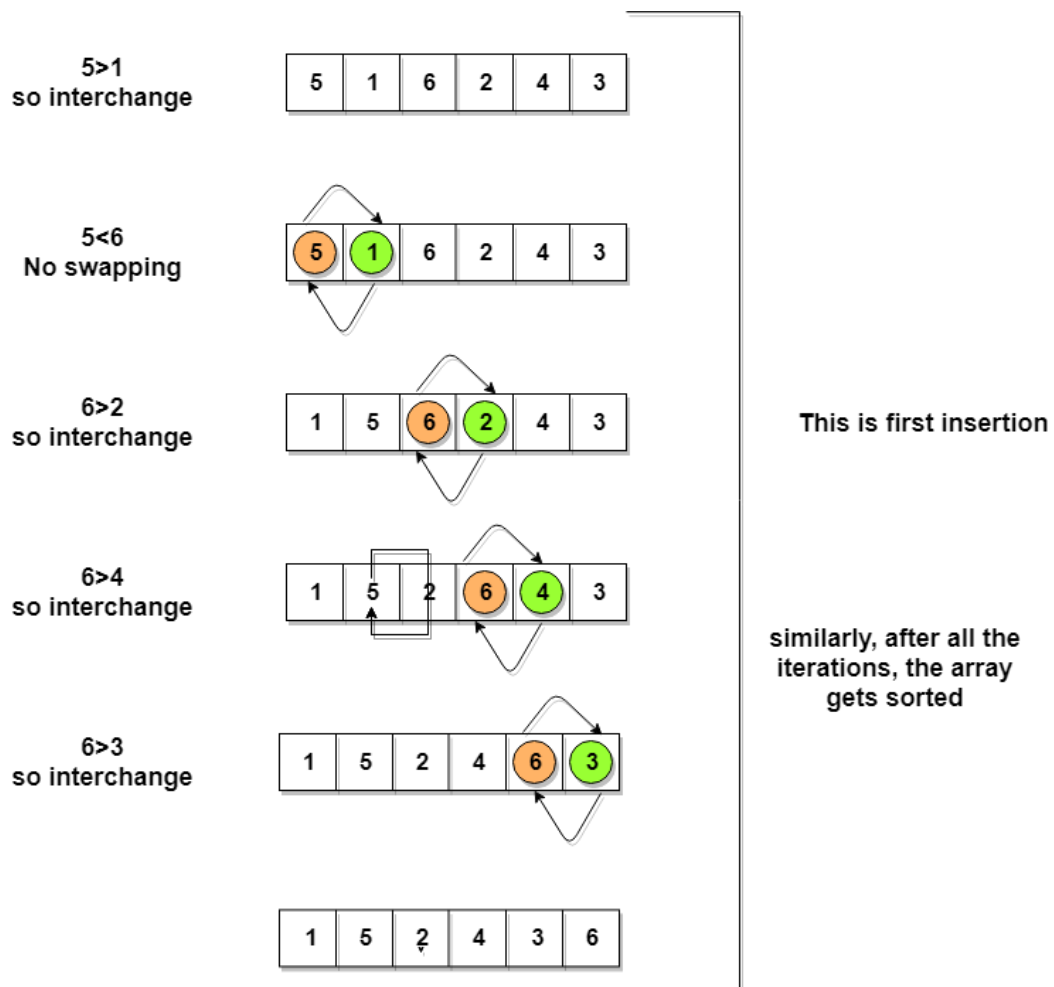 5>1
so interchange
5 1 6 2 4 3
5<6
No swapping
5 1 6 2 4 3
6>2
so interchange
1 5 6 2 4 3
This is first insertion
6>4
so interchange
1 5 2 6 4 3
similarly, after all the
iterations, the array
gets sorted
6>3
so interchange
1 5 2 4 6 3
1 5 2 4 3 6